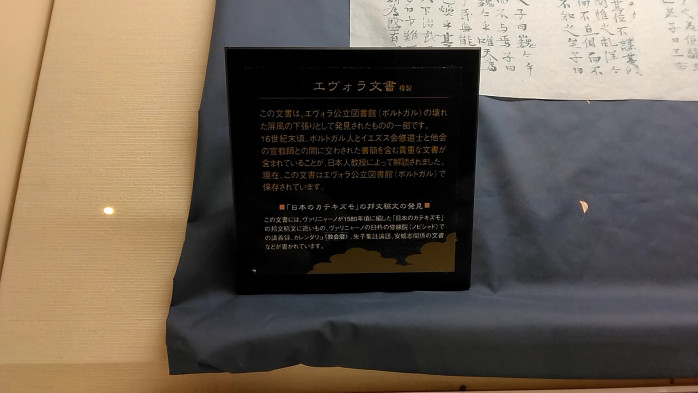 エヴォラ文書 複製
この文書は、エヴォラ公立図書館(ポルトガル)の壊れ
た屏風の下張りとして発見されたものの一部です。
16世紀末頃、ポルトガル人とイエズス会修道士と他会
の宣教師との間に交わされた書簡を含む貴重な文書が
含まれていることが、日本人教授によって解読されました。
現在、この文書はエヴォラ公立図書館(ポルトガル)で
保存されています。
■「日本のカテキズモ」の邦文稿文の発見■
この文書には、ヴァリニャーノが1580年頃に編した「日本のカテキズモ」
の邦文稿文に近いもの、ヴァリニャーノの臼杵の修練院(ノビシャド)で
の講義録、カレンダリュ(教会暦)、朱子集註論語、安威志関係の文書
などが書かれています。